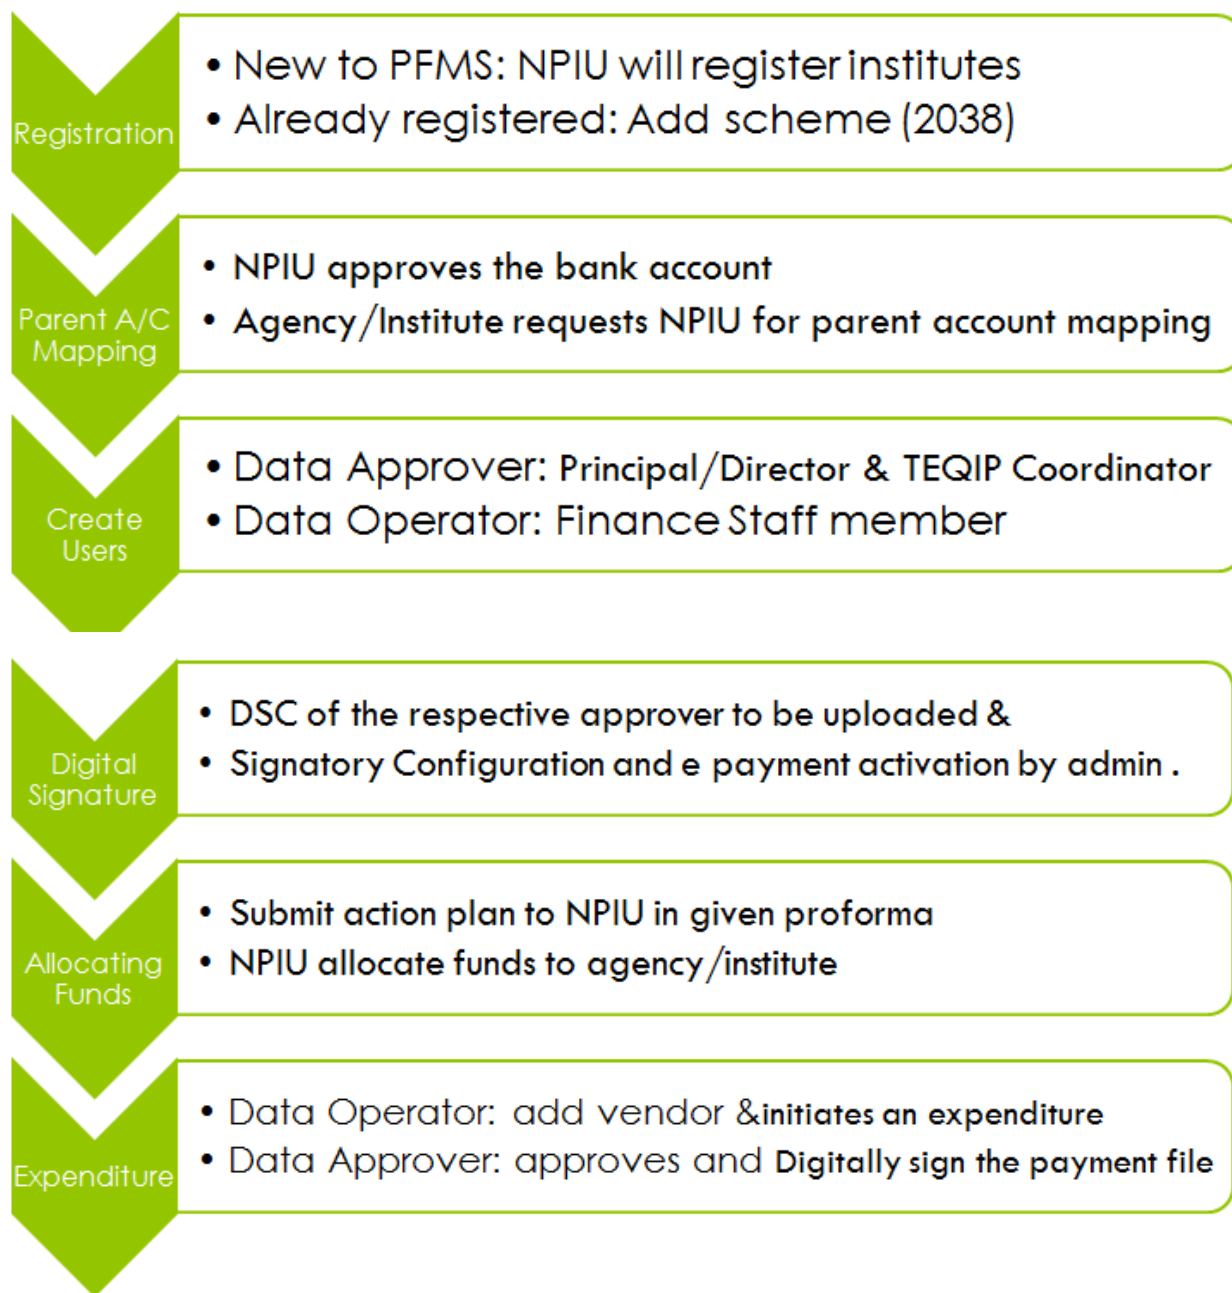 Registration
• New to PFMS: NPIU will register institutes
• Already registered: Add scheme (2038)
Parent A/C
Mapping
• NPIU approves the bank account
• Agency/Institute requests NPIU for parent account mapping
Create
Users
• Data Approver: Principal/Director & TEQIP Coordinator
• Data Operator: Finance Staff member
Digital
Signature
• DSC of the respective approver to be uploaded &
• Signatory Configuration and e payment activation by admin .
Allocating
Funds
• Submit action plan to NPIU in given proforma
• NPIU allocate funds to agency/institute
Expenditure
• Data Operator: add vendor &initiates an expenditure
• Data Approver: approves and Digitally sign the payment file